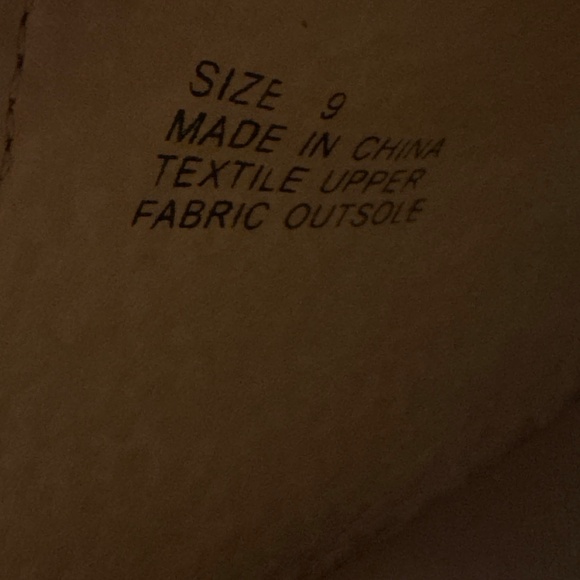 SIZE 9
MADE IN CHINA
TEXTILE UPPER
FABRIC OUTSOLE